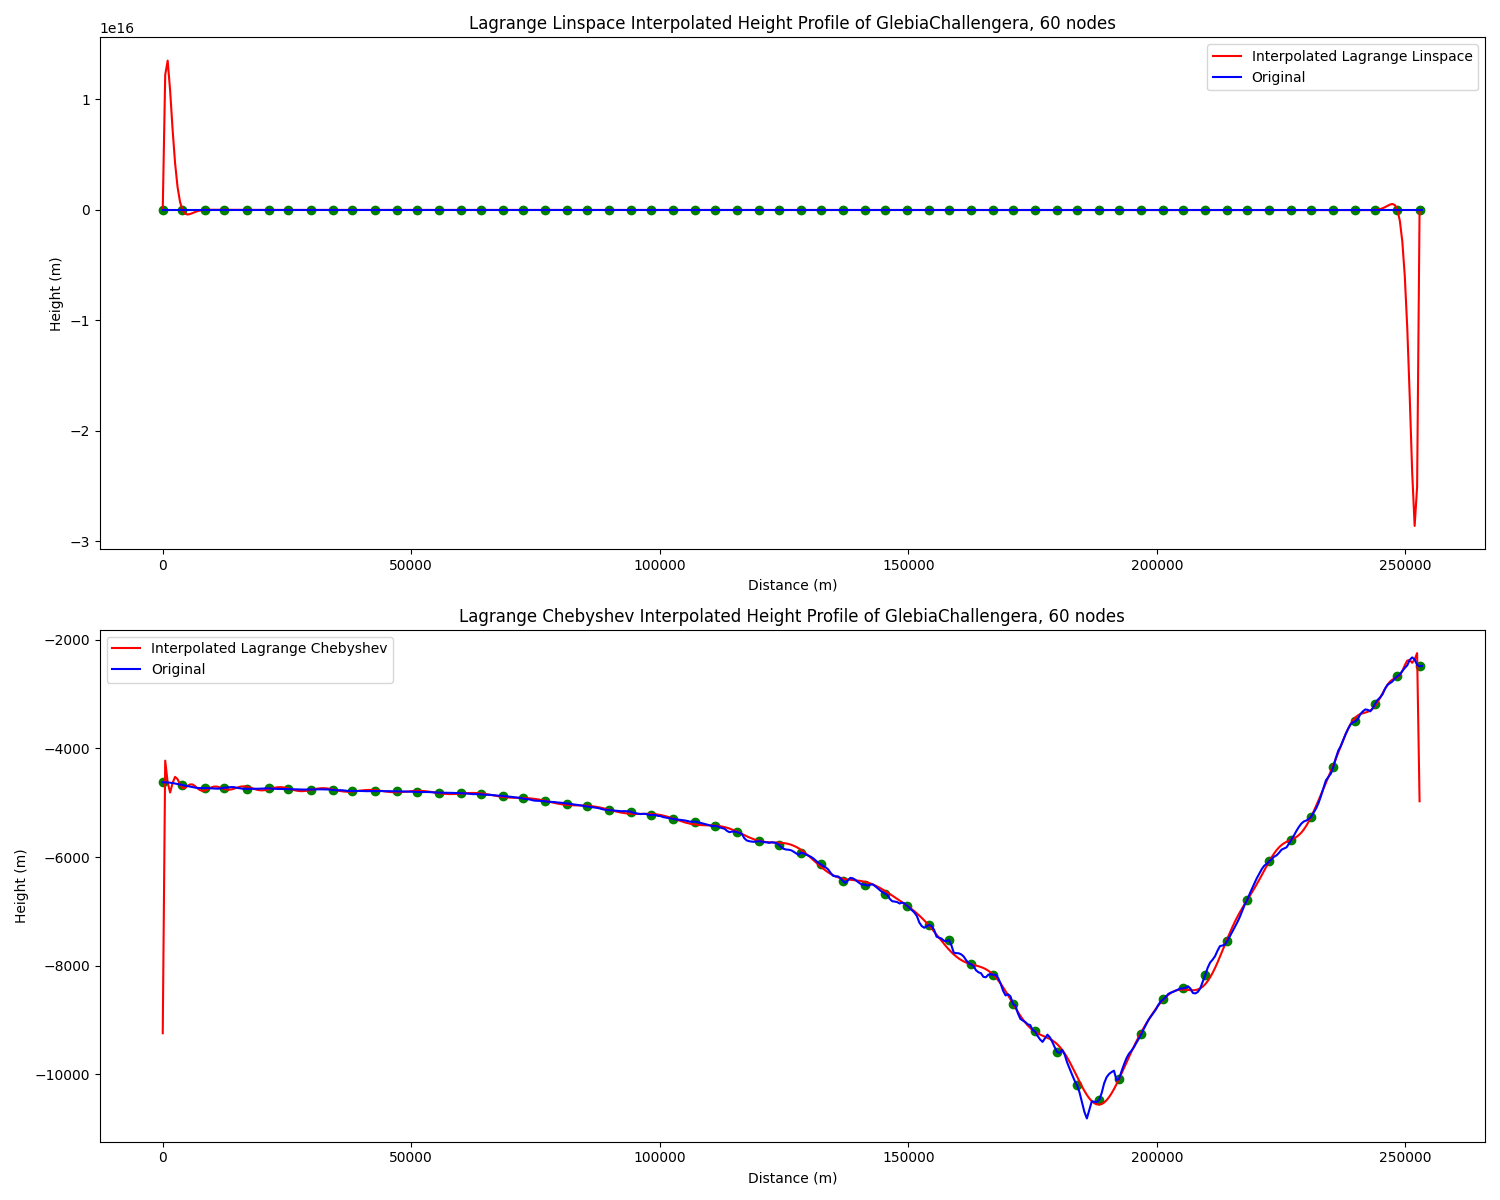 Lagrange Linspace Interpolated Height Profile of GlebiaChallengera, 60 nodes
1e16
Interpolated Lagrange Linspace
Original
1
0
−1
−2
−3
Height (m)
0
50000
100000
150000
200000
250000
Distance (m)
Lagrange Chebyshev Interpolated Height Profile of GlebiaChallengera, 60 nodes
Interpolated Lagrange Chebyshev
Original
−2000
−4000
−6000
−8000
−10000
Height (m)
0
50000
100000
150000
200000
250000
Distance (m)